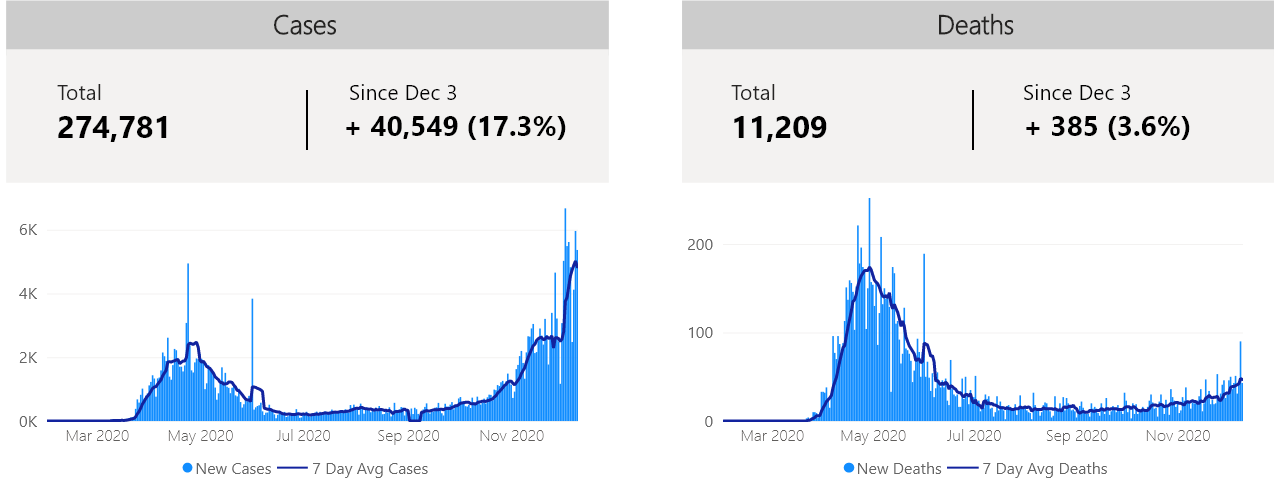 Cases
Total
274,781
Since Dec 3
+ 40,549 (17.3%)
6K
4K
2K
0K
Mar 2020 May 2020 Jul 2020 Sep 2020 Nov 2020
New Cases 7 Day Avg Cases
Deaths
Total
11,209
Since Dec 3
+ 385 (3.6%)
200
100
0
Mar 2020 May 2020 Jul 2020 Sep 2020 Nov 2020
New Deaths 7 Day Avg Deaths